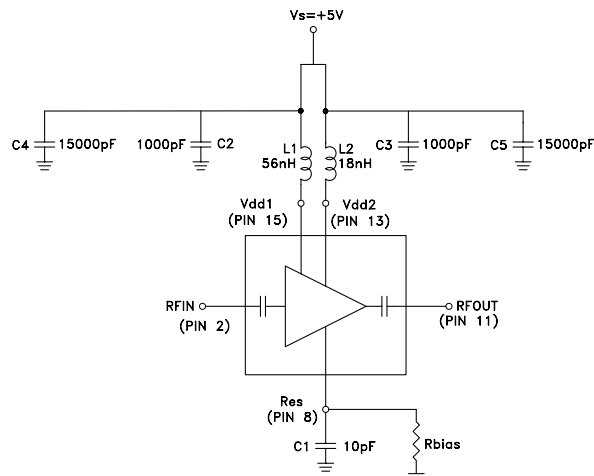 Vs=+5V
C4 15000pF 1000pF C2 L1 56nH L2 18nH C3 1000pF C5 15000pF
Vdd1 (PIN 15)
Vdd2 (PIN 13)
RFIN (PIN 2)
RFOUT (PIN 11)
Res (PIN 8)
C1 10pF
Rbias